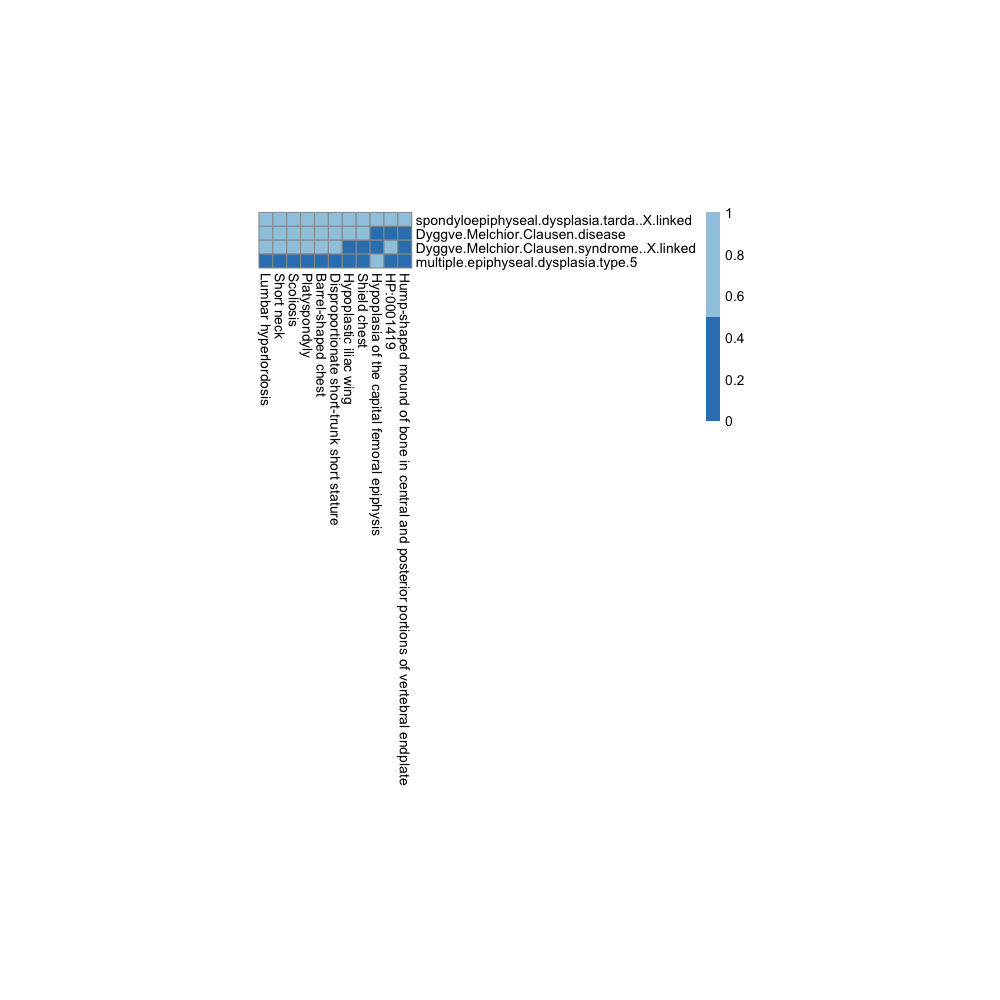 spondyloepiphyseal.dysplasia.tarda..X.linked
Dyggve.Melchior.Clausen.disease
Dyggve.Melchior.Clausen.syndrome..X.linked
multiple.epiphyseal.dysplasia.type.5
Lumbar hyperlordosis
Short neck
Scoliosis
Platyspondyly
Barrel-shaped chest
Disproportionate short-trunk short stature
Hypoplastic iliac wing
Shield chest
Hypoplasia of the capital femoral epiphysis
HP:0001419
Hump-shaped mound of bone in central and posterior portions of vertebral endplate
1
0.8
0.6
0.4
0.2
0